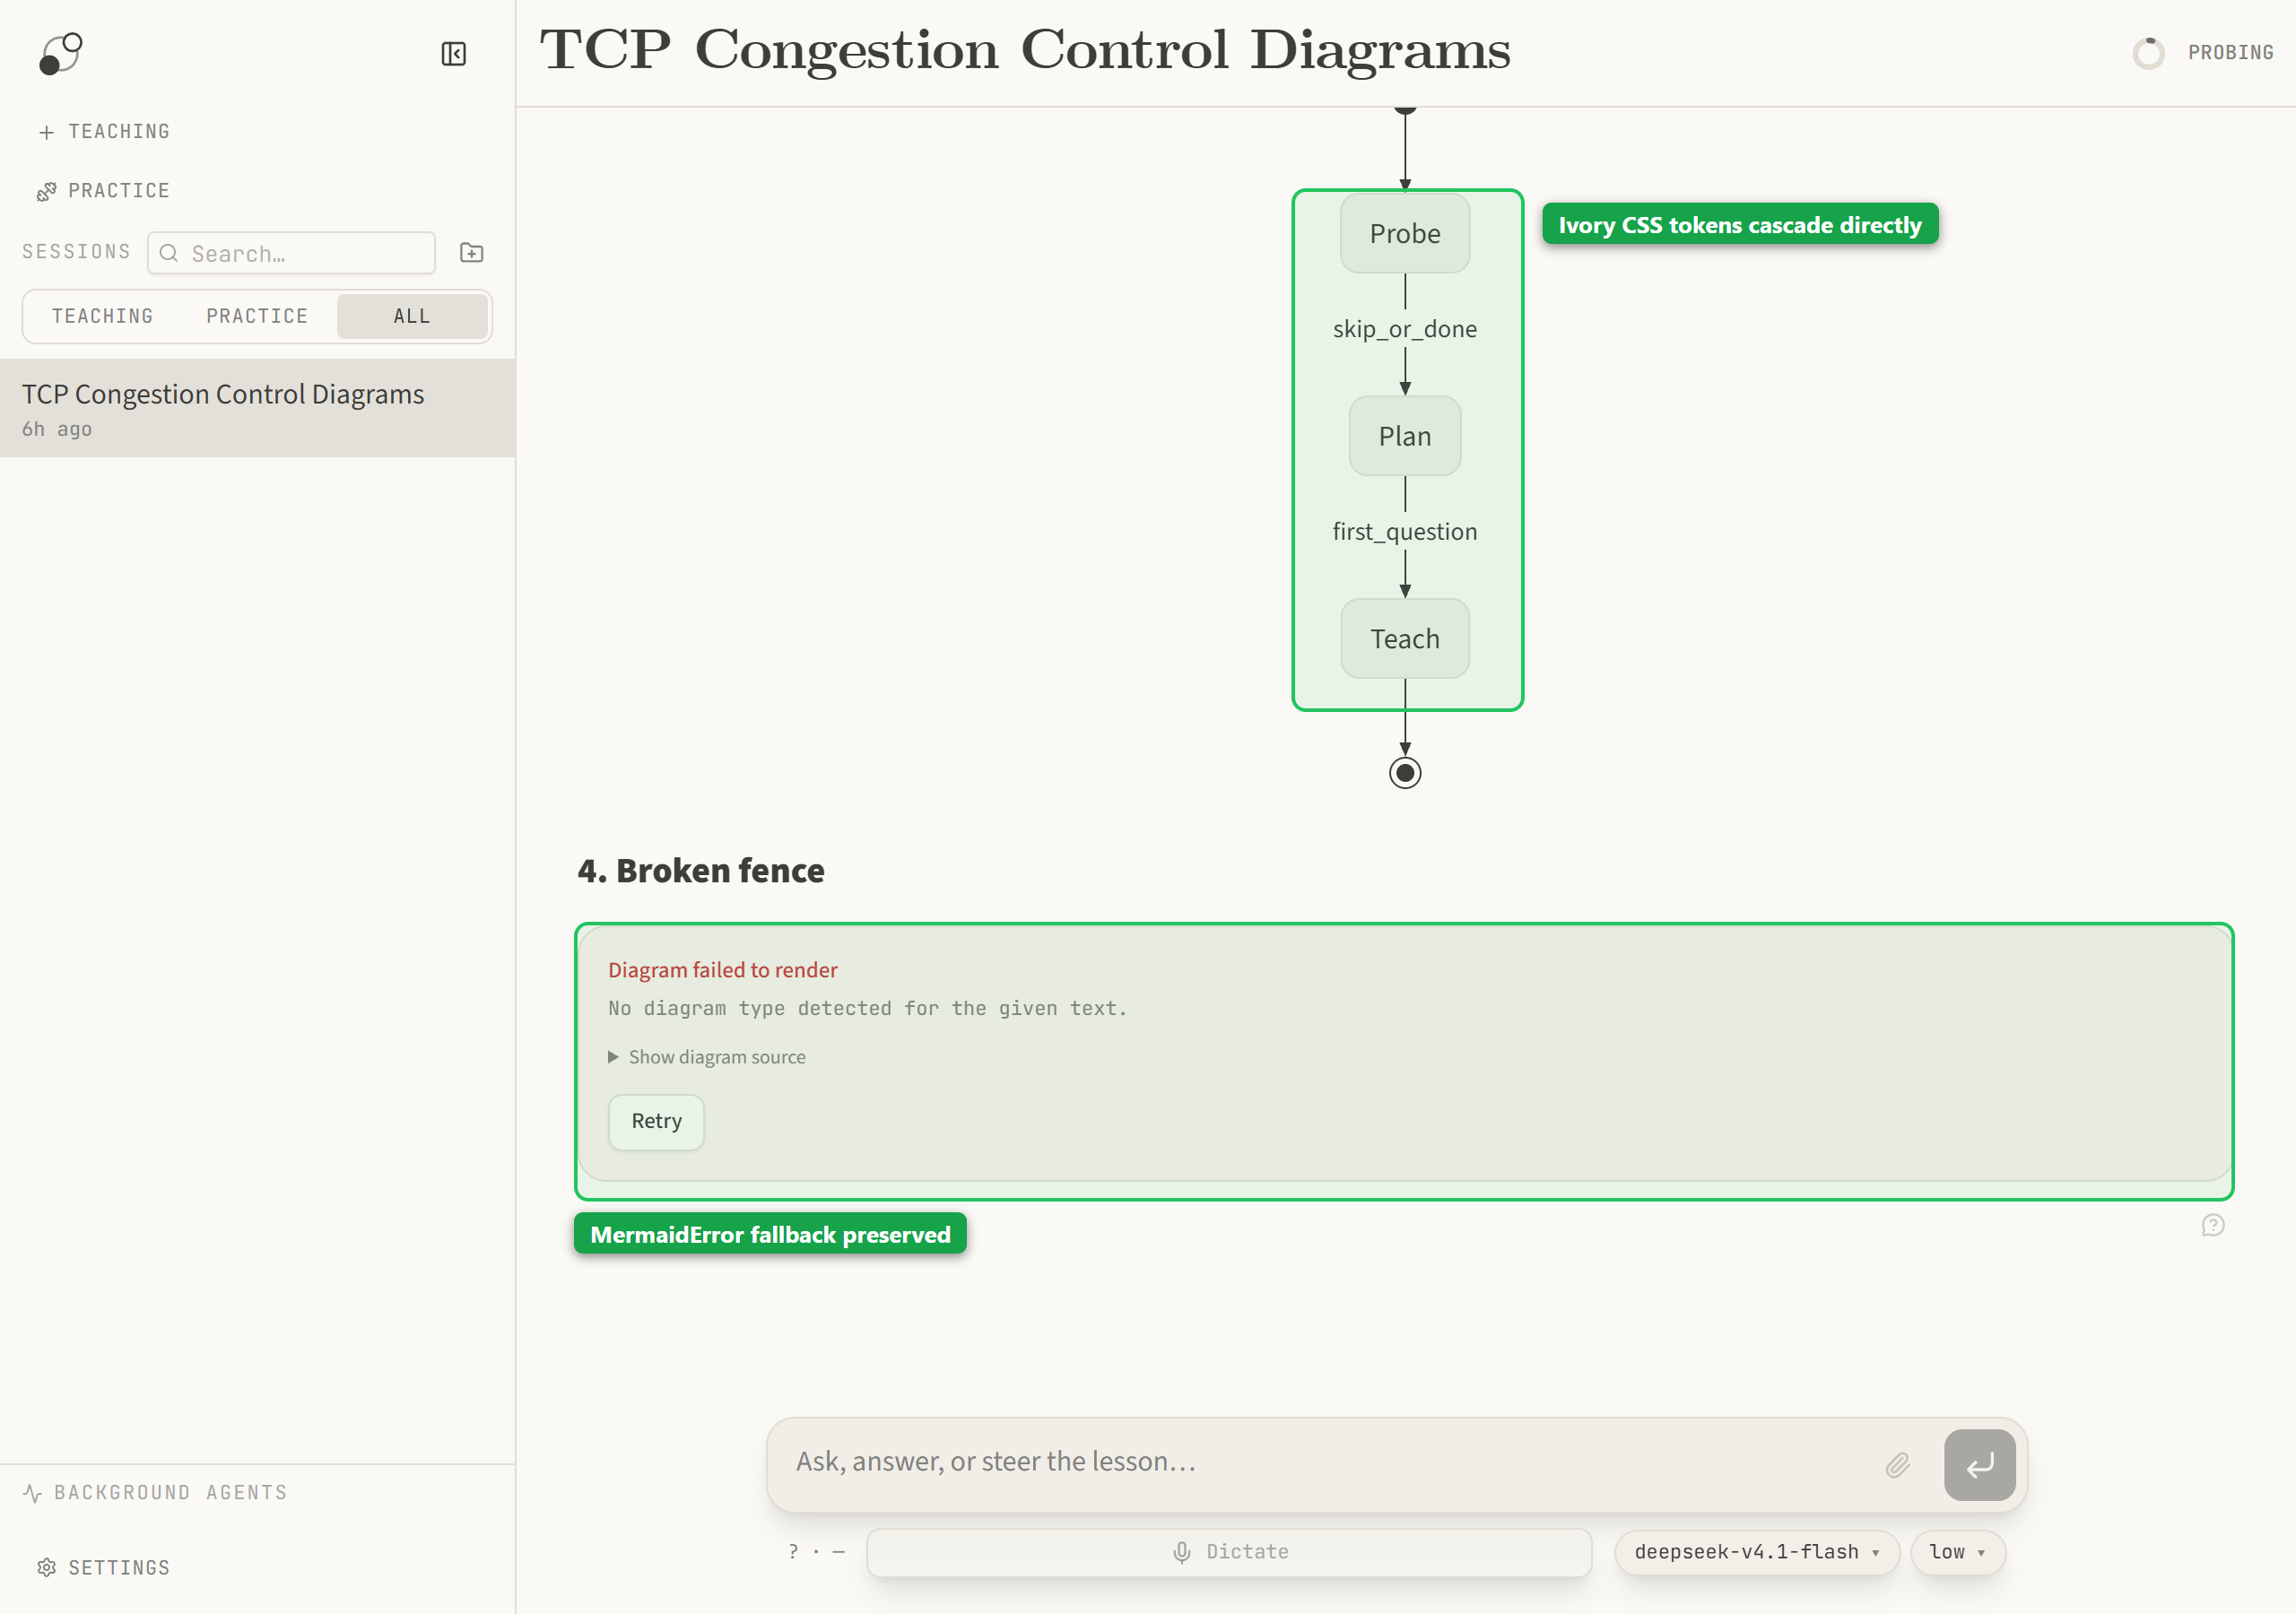 TCP Congestion Control Diagrams
PROBING
TEACHING
PRACTICE
SESSIONS
Search…
TEACHING
PRACTICE
ALL
TCP Congestion Control Diagrams
6h ago
BACKGROUND AGENTS
SETTINGS
Probe
Ivory CSS tokens cascade directly
skip_or_done
Plan
first_question
Teach
4. Broken fence
Diagram failed to render
No diagram type detected for the given text.
Show diagram source
Retry
MermaidError fallback preserved
Ask, answer, or steer the lesson…
? · —
Dictate
deepseek-v4.1-flash
low